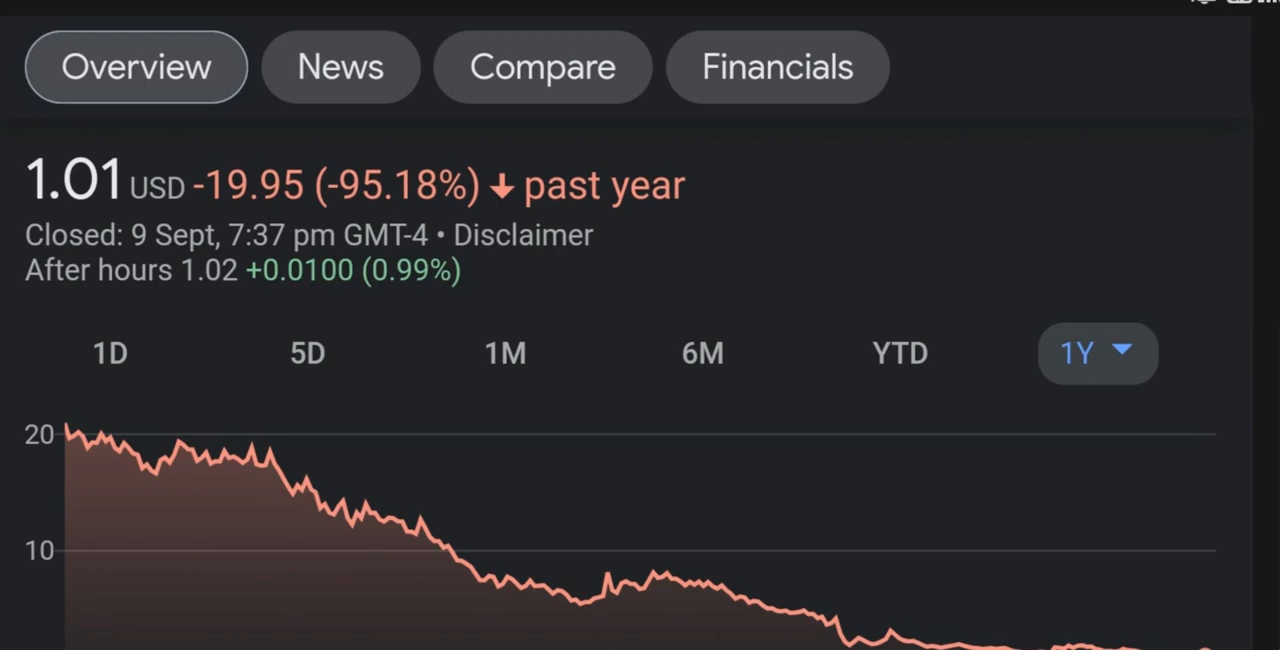 Overview News Compare Financials
1.01 USD -19.95 (-95.18%) ↓ past year
Closed: 9 Sept, 7:37 pm GMT-4 • Disclaimer
After hours 1.02 +0.0100 (0.99%)
1D 5D 1M 6M YTD 1Y
20
10